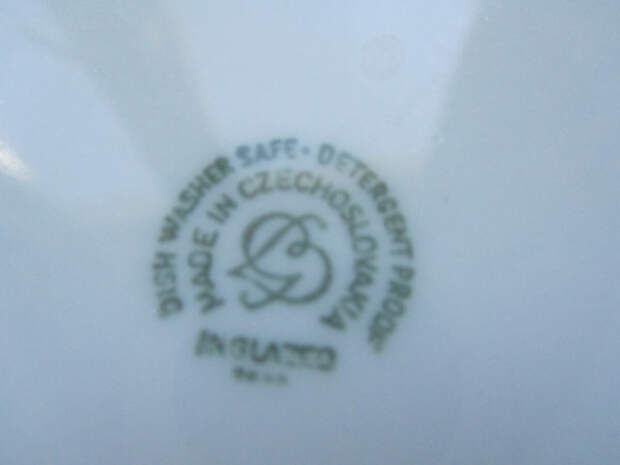 DISH WASHER SAFE - DETERGENT PROOF
MADE IN CZECHOSLOVAKIA
INGLAZED